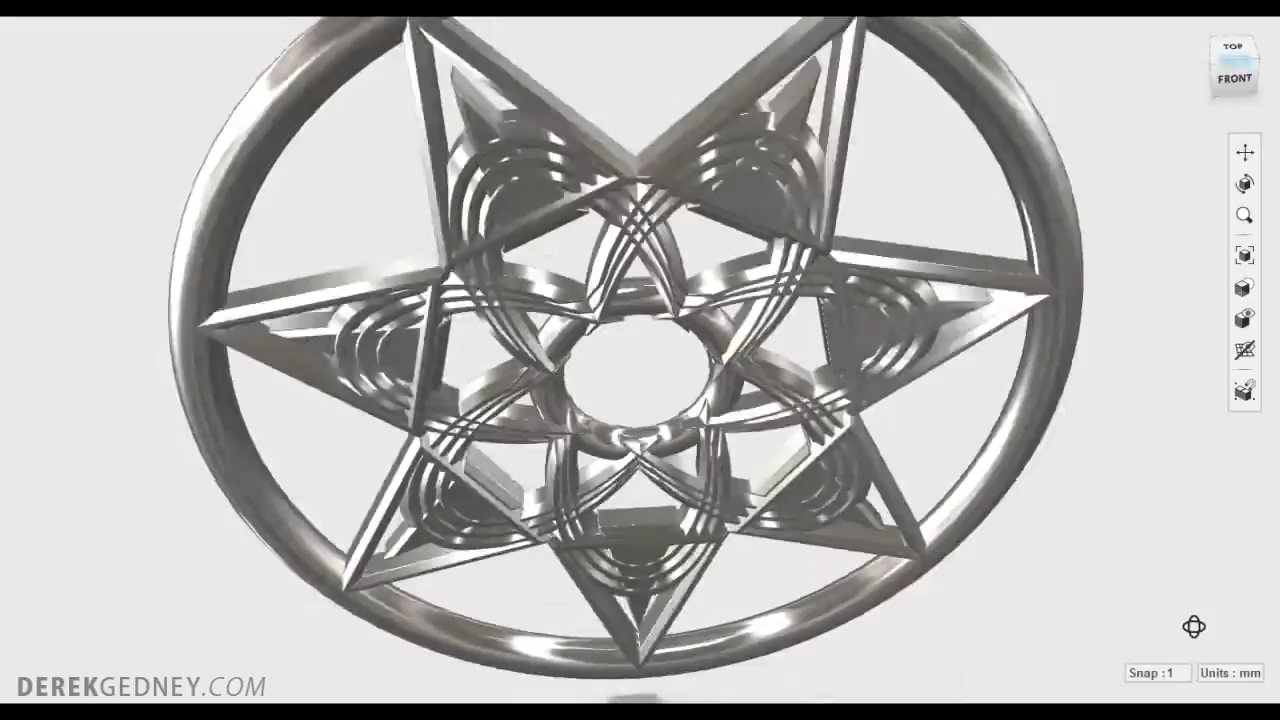 TOP
FRONT
Snap : 1
Units : mm
DEREKGEDNEY.COM